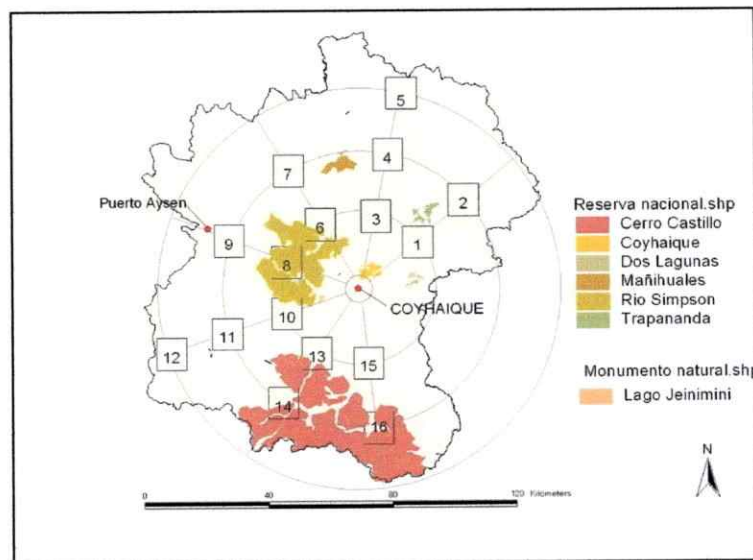 5
4
7
2
Puerto Aysen
3
6
1
9
8
COYHAIQUE
10
11
12
13
15
14
16
Reserva nacional.shp
Cerro Castillo
Coyhaique
Dos Lagunas
Mañihuales
Rio Simpson
Trapananda
Monumento natural.shp
Lago Jeinimini
N
0 40 80 120 Kilometers